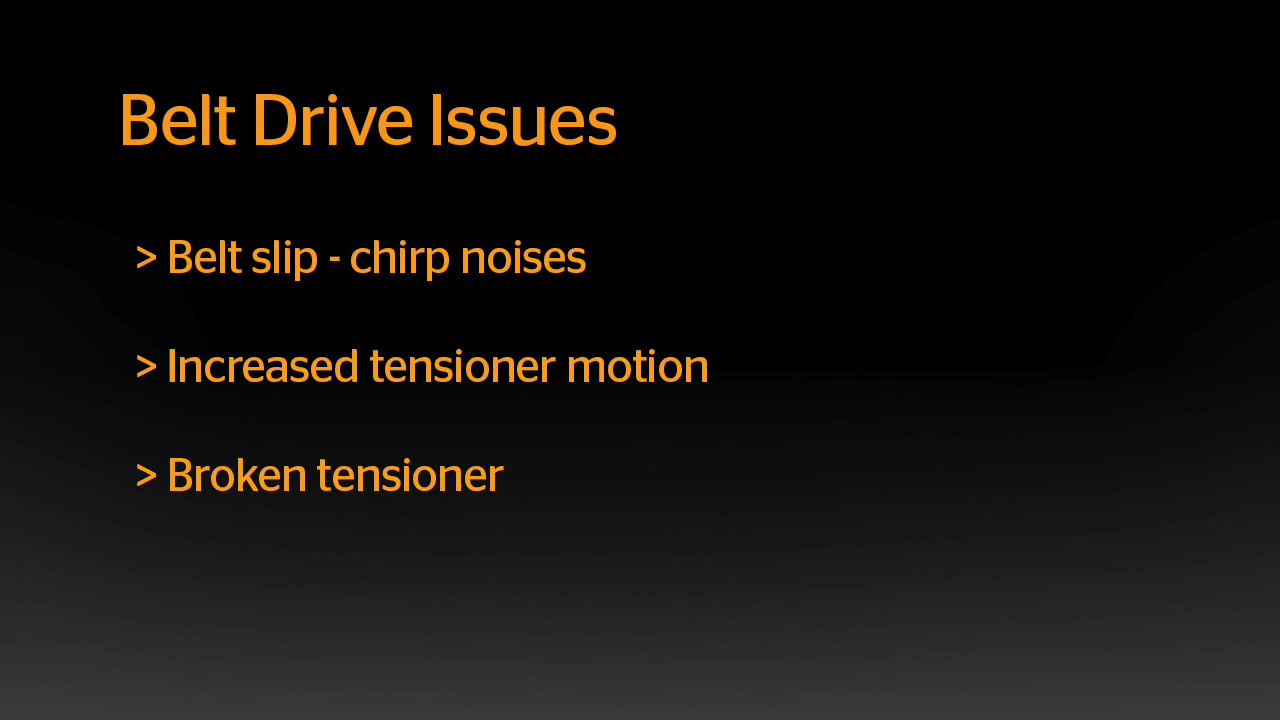 Belt Drive Issues
> Belt slip - chirp noises
> Increased tensioner motion
> Broken tensioner